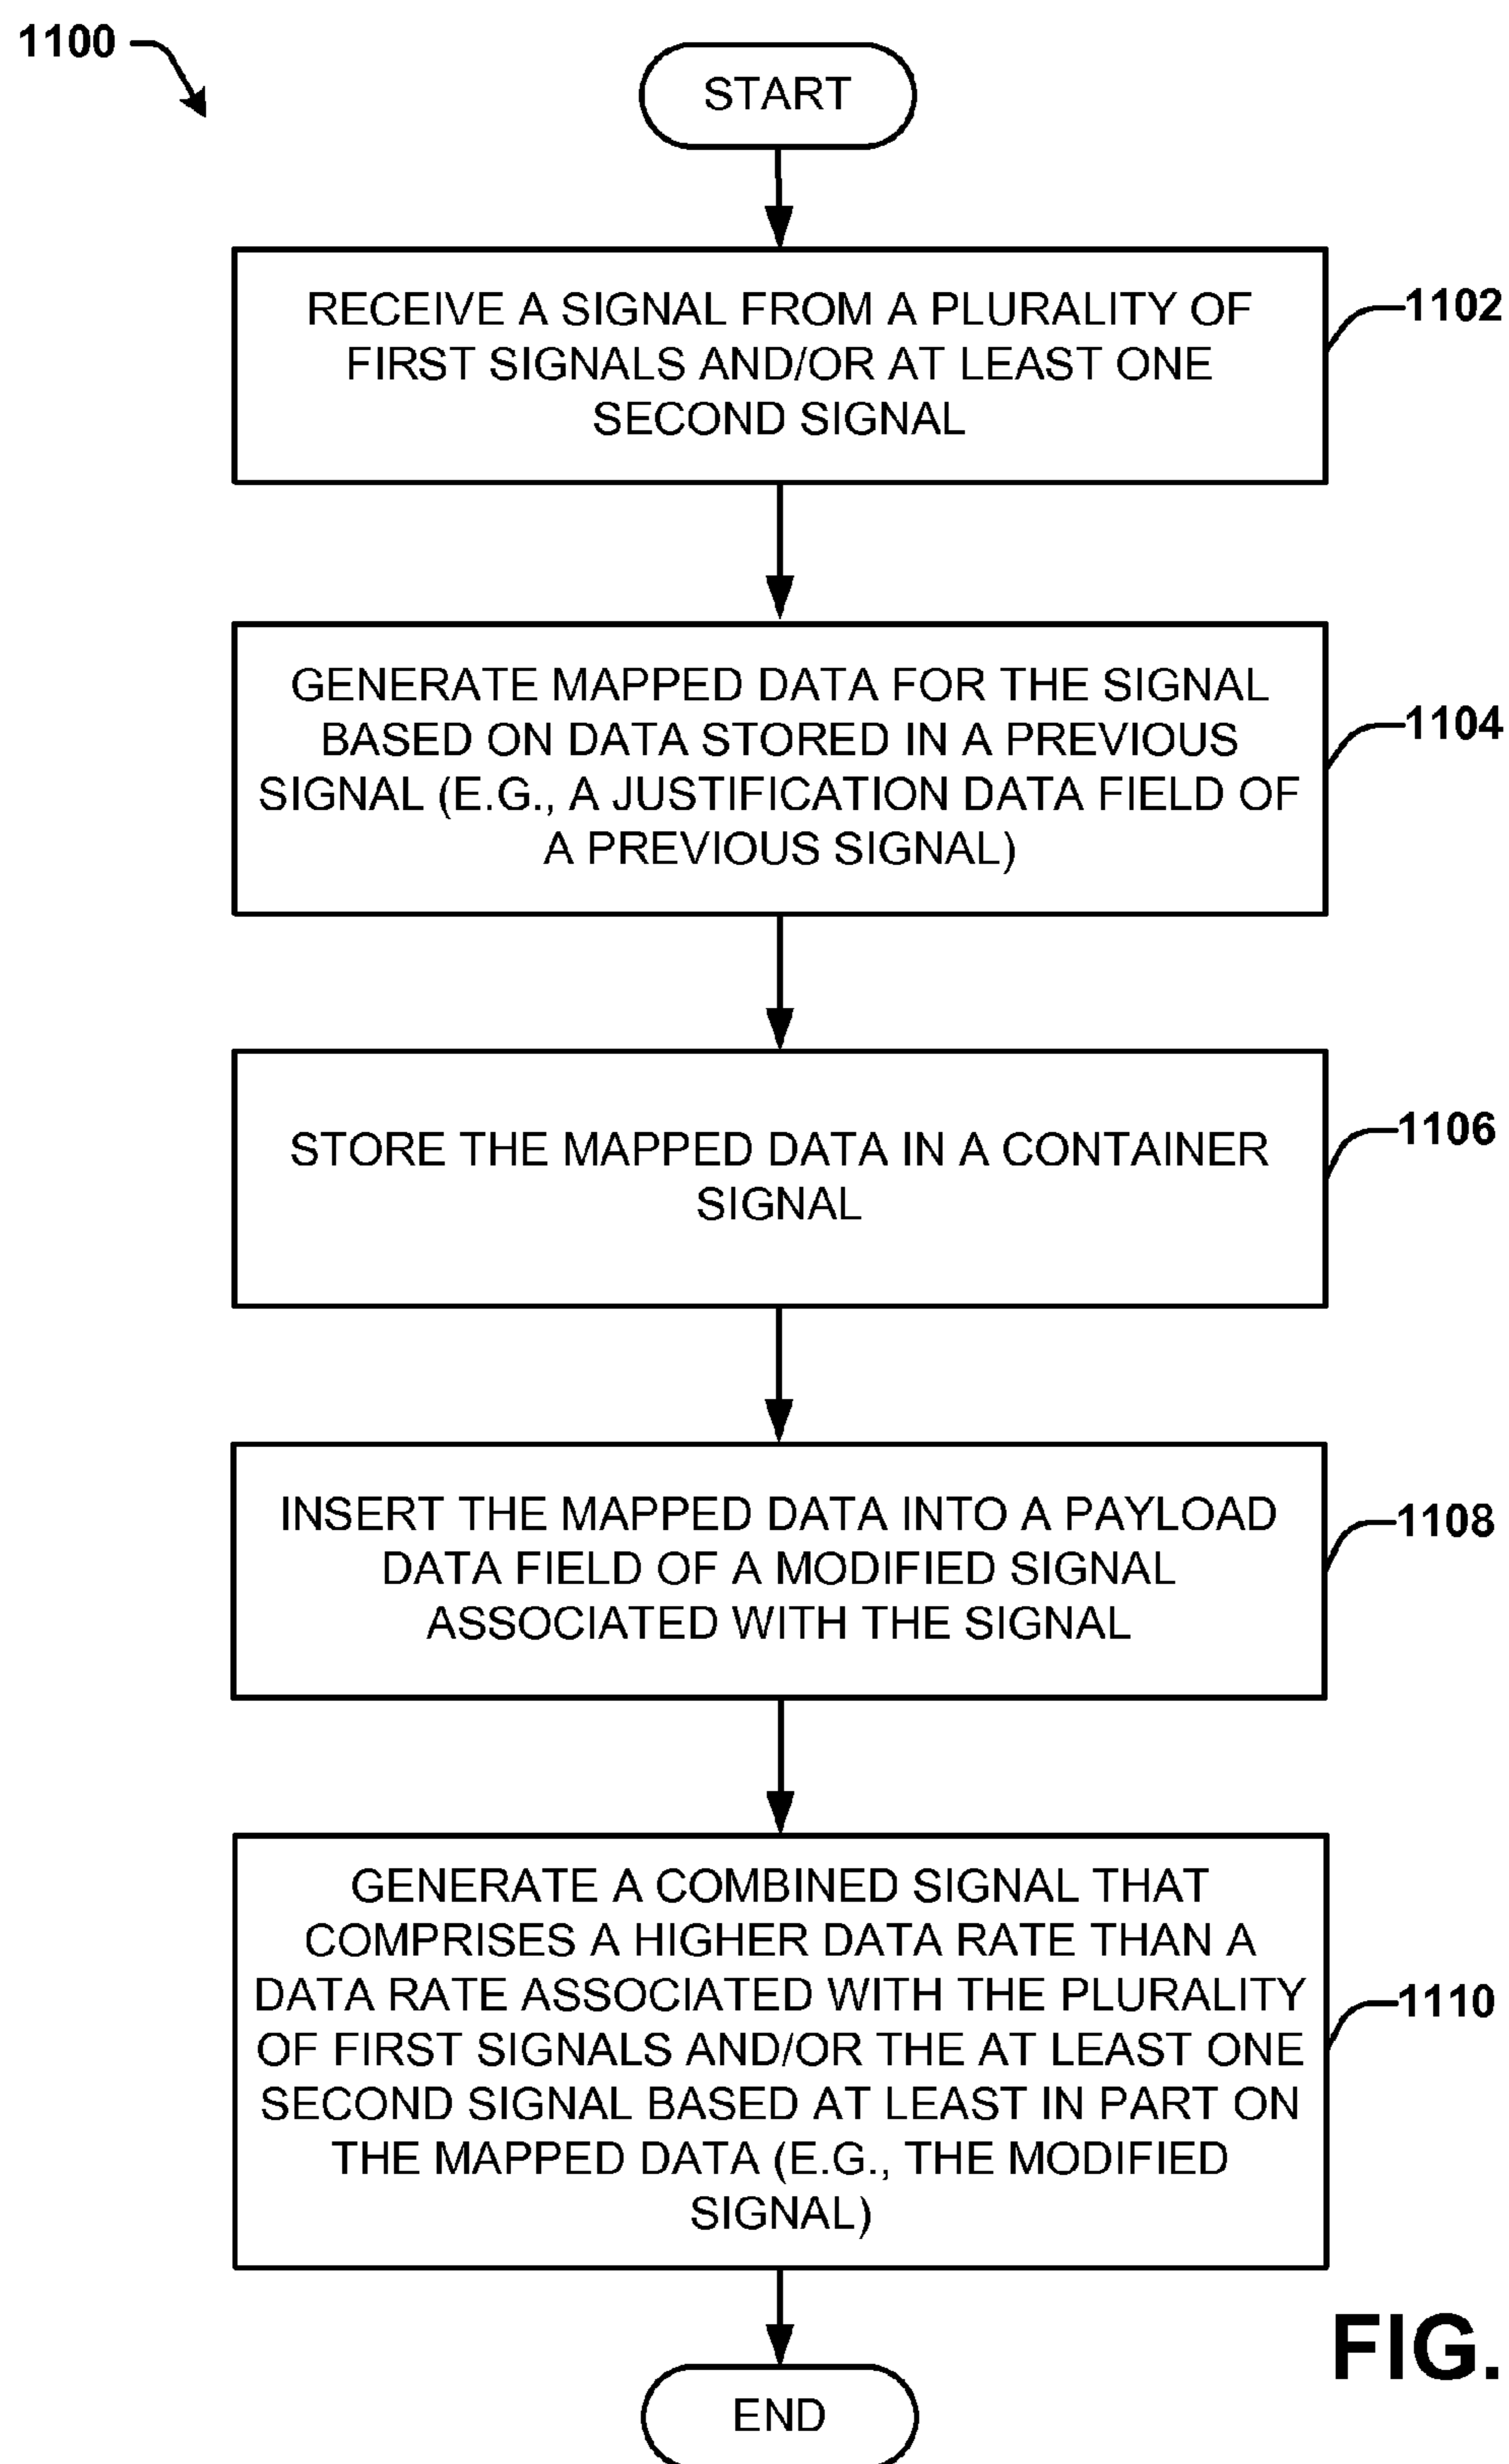 1100
START
RECEIVE A SIGNAL FROM A PLURALITY OF
FIRST SIGNALS AND/OR AT LEAST ONE
SECOND SIGNAL
1102
GENERATE MAPPED DATA FOR THE SIGNAL
BASED ON DATA STORED IN A PREVIOUS
SIGNAL (E.G., A JUSTIFICATION DATA FIELD OF
A PREVIOUS SIGNAL)
1104
STORE THE MAPPED DATA IN A CONTAINER
SIGNAL
1106
INSERT THE MAPPED DATA INTO A PAYLOAD
DATA FIELD OF A MODIFIED SIGNAL
ASSOCIATED WITH THE SIGNAL
1108
GENERATE A COMBINED SIGNAL THAT
COMPRISES A HIGHER DATA RATE THAN A
DATA RATE ASSOCIATED WITH THE PLURALITY
OF FIRST SIGNALS AND/OR THE AT LEAST ONE
SECOND SIGNAL BASED AT LEAST IN PART ON
THE MAPPED DATA (E.G., THE MODIFIED
SIGNAL)
1110
FIG.
END